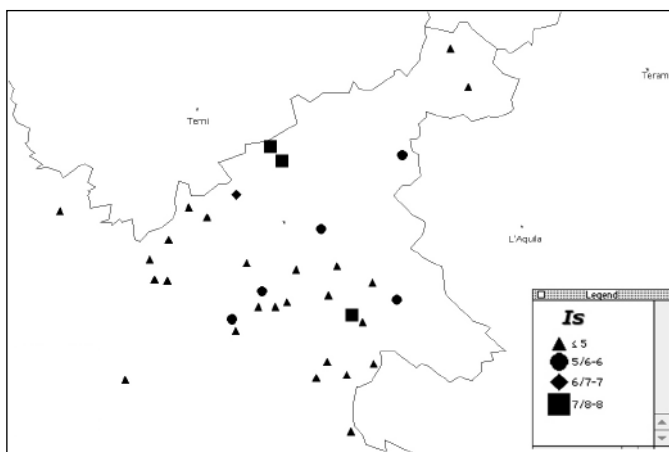 Teram
Terni
L'Aquila
Legend
Is
≤ 5
5/6-6
6/7-7
7/8-8